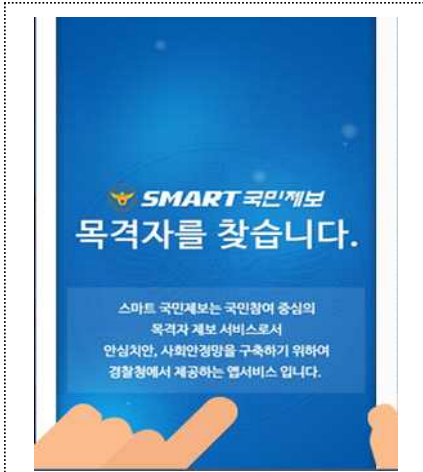 SMART 국민제보
목격자를 찾습니다.
스마트 국민제보는 국민참여 중심의
목격자 제보 서비스로서
안심치안, 사회안정망을 구축하기 위하여
경찰청에서 제공하는 앱서비스 입니다.